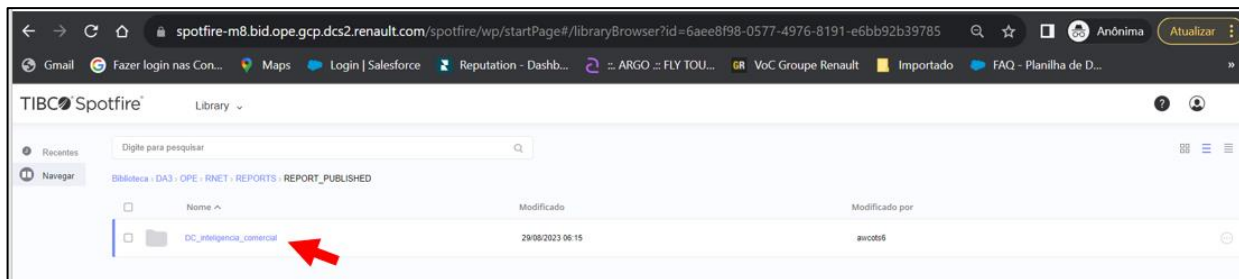 spotfire-m8.bid.ope.gcp.dcs2.renault.com/spotfire/wp/startPage#/libraryBrowser?id=6aee8f98-0577-4976-8191-e6bb92b39785 Anônima Atualizar
Gmail Fazer login nas Con... Maps Login | Salesforce Reputation - Dashb... ::. ARGO .:: FLY TOU... GR VoC Groupe Renault Importado FAQ - Planilha de D... »
TIBCO Spotfire® Library
Recentes Digite para pesquisar
Navegar Biblioteca › DA3 › OPE › RNET › REPORTS › REPORT_PUBLISHED
Nome Modificado Modificado por
DC_inteligencia_comercial 29/08/2023 06:15 awcots6